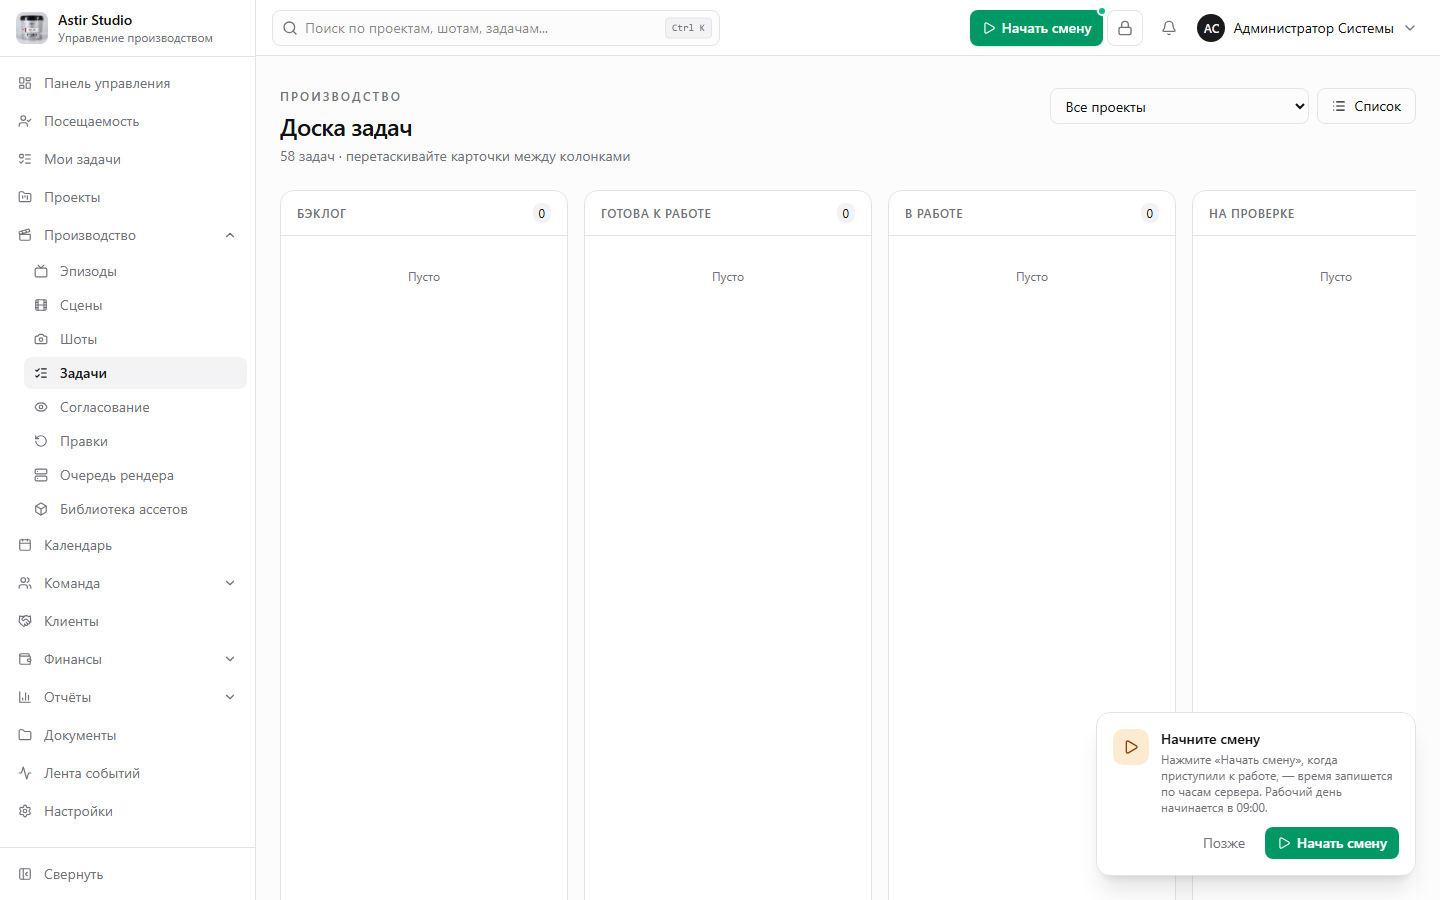 Astir Studio
Управление производством
Поиск по проектам, шотам, задачам...
Ctrl K
Начать смену
АС
Администратор Системы
Панель управления
Посещаемость
Мои задачи
Проекты
Производство
Эпизоды
Сцены
Шоты
Задачи
Согласование
Правки
Очередь рендера
Библиотека ассетов
Календарь
Команда
Клиенты
Финансы
Отчёты
Документы
Лента событий
Настройки
Свернуть
ПРОИЗВОДСТВО
Доска задач
58 задач · перетаскивайте карточки между колонками
Все проекты
Список
БЭКЛОГ 0
Пусто
ГОТОВА К РАБОТЕ 0
Пусто
В РАБОТЕ 0
Пусто
НА ПРОВЕРКЕ
Пусто
Начните смену
Нажмите «Начать смену», когда
приступили к работе, — время запишется
по часам сервера. Рабочий день
начинается в 09:00.
Позже
Начать смену